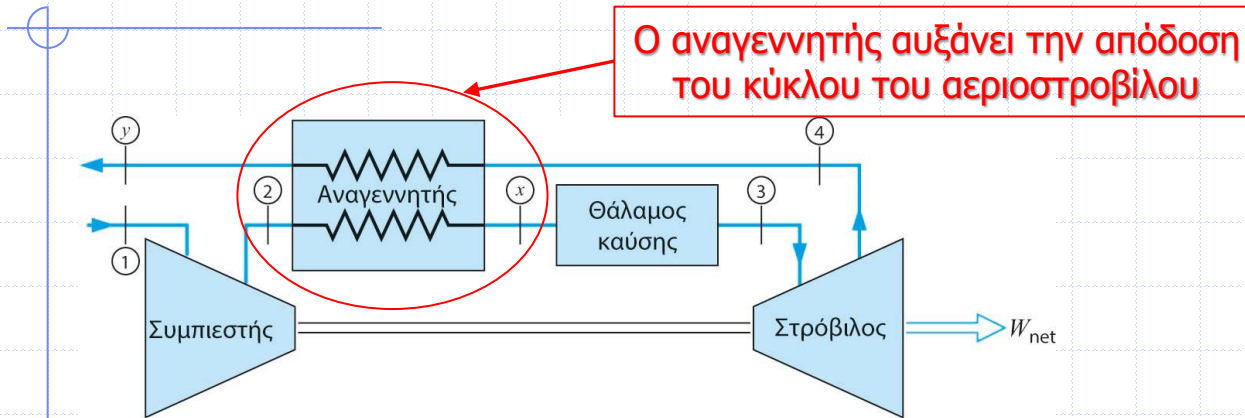 Ο αναγεννητής αυξάνει την απόδοση
του κύκλου του αεριοστροβίλου
y
4
2
Αναγεννητής
x
3
Θάλαμος
καύσης
1
Συμπιεστής
Στρόβιλος
W_net